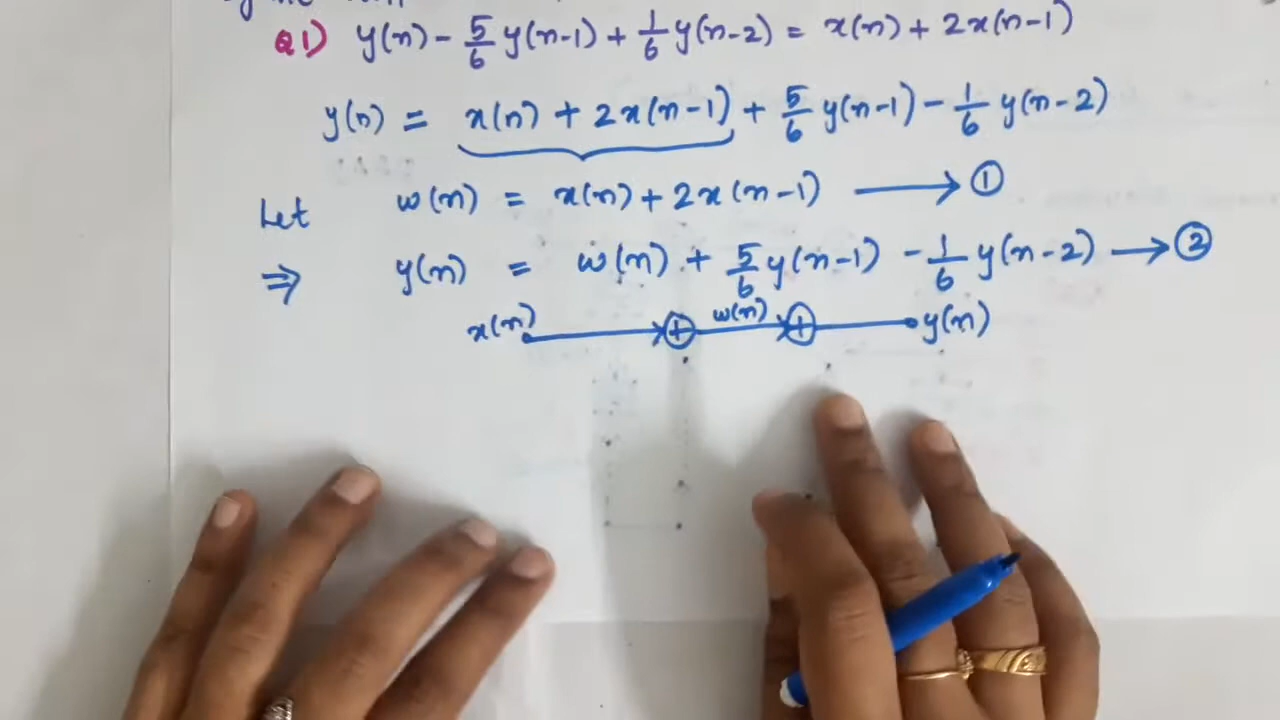 Q1) y(n) - 5/6 y(n-1) + 1/6 y(n-2) = x(n) + 2x(n-1)
y(n) = x(n) + 2x(n-1) + 5/6 y(n-1) - 1/6 y(n-2)
Let w(n) = x(n) + 2x(n-1) → ①
⇒ y(n) = w(n) + 5/6 y(n-1) - 1/6 y(n-2) → ②
x(n) + w(n) + y(n)